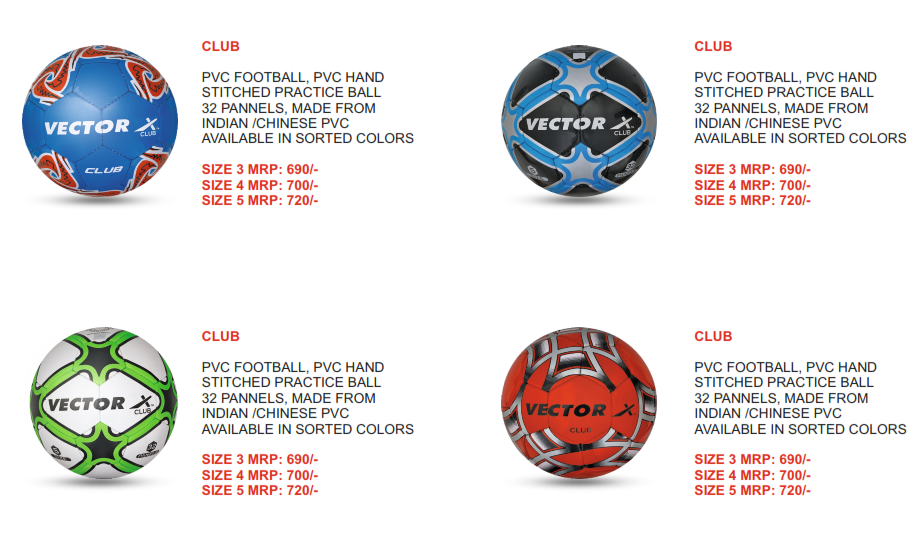 CLUB
PVC FOOTBALL, PVC HAND
STITCHED PRACTICE BALL
32 PANNELS, MADE FROM
INDIAN /CHINESE PVC
AVAILABLE IN SORTED COLORS
SIZE 3 MRP: 690/-
SIZE 4 MRP: 700/-
SIZE 5 MRP: 720/-
VECTOR X
CLUB
CLUB
CLUB
PVC FOOTBALL, PVC HAND
STITCHED PRACTICE BALL
32 PANNELS, MADE FROM
INDIAN /CHINESE PVC
AVAILABLE IN SORTED COLORS
SIZE 3 MRP: 690/-
SIZE 4 MRP: 700/-
SIZE 5 MRP: 720/-
VECTOR X
CLUB
CLUB
PVC FOOTBALL, PVC HAND
STITCHED PRACTICE BALL
32 PANNELS, MADE FROM
INDIAN /CHINESE PVC
AVAILABLE IN SORTED COLORS
SIZE 3 MRP: 690/-
SIZE 4 MRP: 700/-
SIZE 5 MRP: 720/-
VECTOR X
CLUB
CLUB
PVC FOOTBALL, PVC HAND
STITCHED PRACTICE BALL
32 PANNELS, MADE FROM
INDIAN /CHINESE PVC
AVAILABLE IN SORTED COLORS
SIZE 3 MRP: 690/-
SIZE 4 MRP: 700/-
SIZE 5 MRP: 720/-
VECTOR X
CLUB